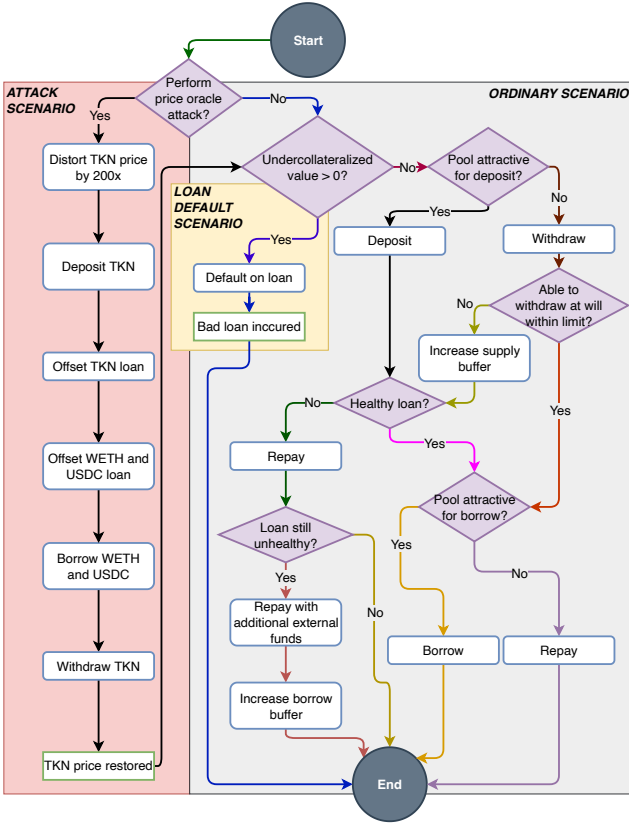 Start
ATTACK
SCENARIO
ORDINARY SCENARIO
Perform
price oracle
attack?
Yes
No
Distort TKN price
by 200x
Deposit TKN
Offset TKN loan
Offset WETH and
USDC loan
Borrow WETH
and USDC
Withdraw TKN
TKN price restored
Undercollateralized
value > 0?
No
LOAN
DEFAULT
SCENARIO
Yes
Default on loan
Bad loan inccured
Pool attractive
for deposit?
Yes
No
Deposit
Withdraw
Able to
withdraw at will
within limit?
No
Yes
Increase supply
buffer
Healthy loan?
No
Yes
Repay
Loan still
unhealthy?
Yes
No
Repay with
additional external
funds
Increase borrow
buffer
Pool attractive
for borrow?
Yes
No
Borrow
Repay
End